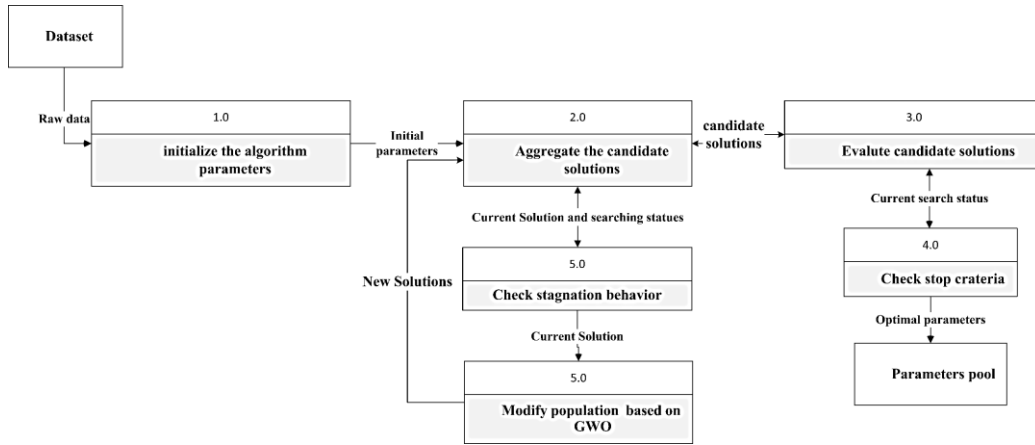 Dataset
Raw data
1.0
initialize the algorithm
parameters
Initial
parameters
2.0
Aggregate the candidate
solutions
candidate
solutions
3.0
Evalute candidate solutions
Current Solution and searching statues
Current search status
5.0
Check stagnation behavior
4.0
Check stop crateria
New Solutions
Current Solution
Optimal parameters
5.0
Modify population based on
GWO
Parameters pool